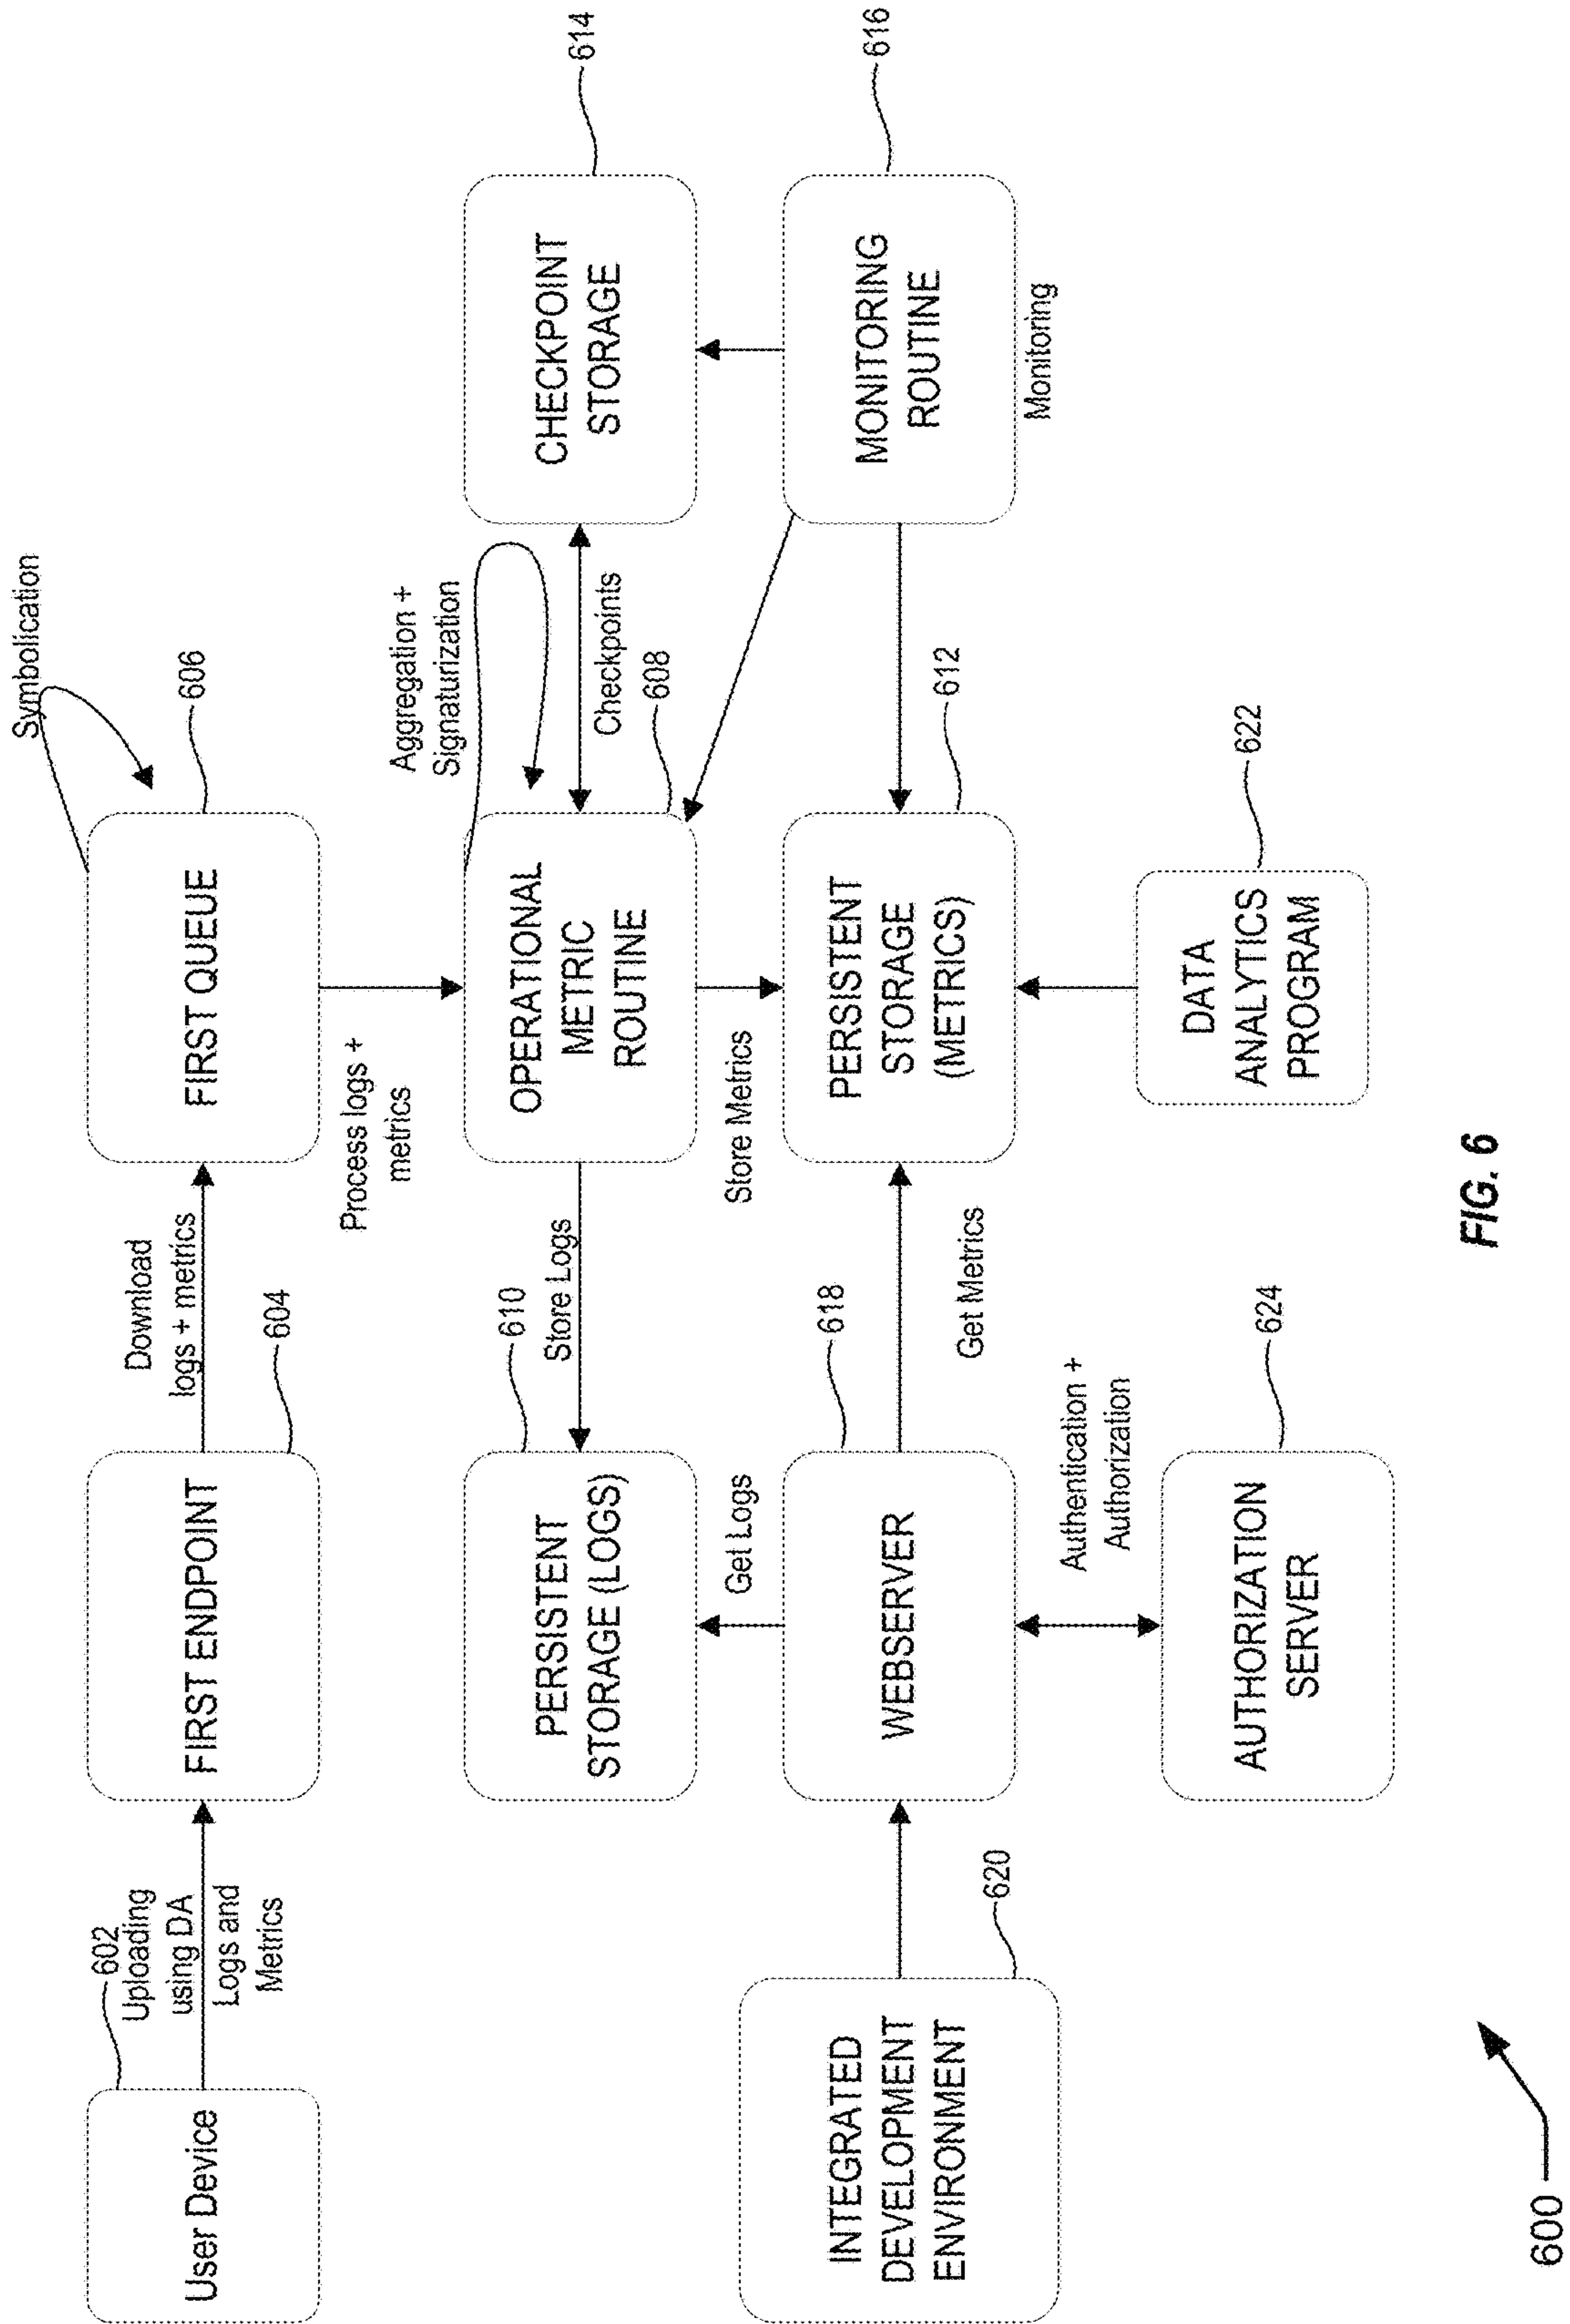 602
Uploading
using DA
Logs and
Metrics
User Device
FIRST ENDPOINT
604
Download
logs + metrics
FIRST QUEUE
606
Symbolication
Process logs +
metrics
PERSISTENT
STORAGE (LOGS)
610
Store Logs
OPERATIONAL
METRIC
ROUTINE
608
Aggregation +
Signaturization
Checkpoints
CHECKPOINT
STORAGE
614
Get Logs
Store Metrics
INTEGRATED
DEVELOPMENT
ENVIRONMENT
620
WEBSERVER
618
Get Metrics
PERSISTENT
STORAGE
(METRICS)
612
MONITORING
ROUTINE
616
Monitoring
Authentication +
Authorization
AUTHORIZATION
SERVER
624
DATA
ANALYTICS
PROGRAM
622
600
FIG. 6